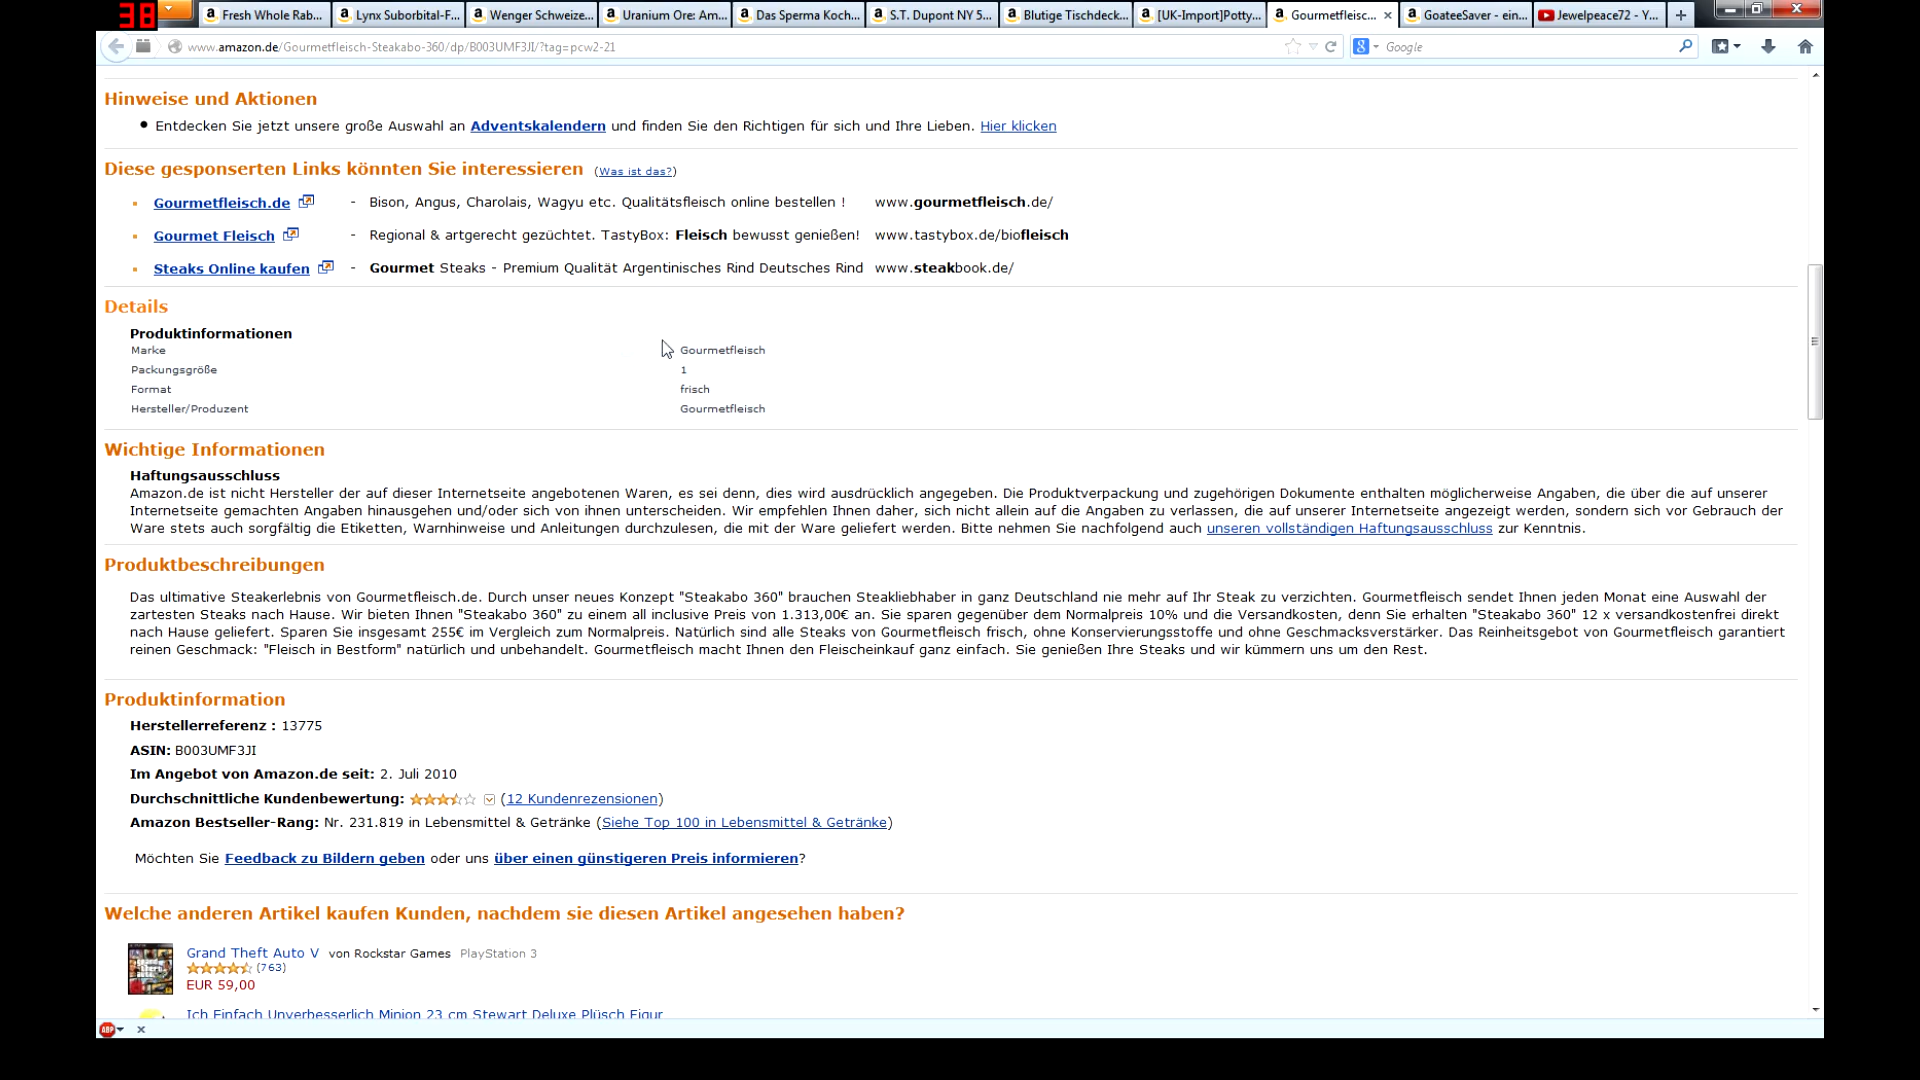 38
Fresh Whole Rab... Lynx Suborbital-F... Wenger Schweize... Uranium Ore: Am... Das Sperma Koch... S.T. Dupont NY 5... Blutige Tischdeck... [UK-Import]Potty... Gourmetfleisc... GoateeSaver - ein... Jewelpeace72 - Y...
www.amazon.de/Gourmetfleisch-Steakabo-360/dp/B003UMF3JI/?tag=pcw2-21 Google
Hinweise und Aktionen
Entdecken Sie jetzt unsere große Auswahl an Adventskalendern und finden Sie den Richtigen für sich und Ihre Lieben. Hier klicken
Diese gesponserten Links könnten Sie interessieren (Was ist das?)
Gourmetfleisch.de - Bison, Angus, Charolais, Wagyu etc. Qualitätsfleisch online bestellen ! www.gourmetfleisch.de/
Gourmet Fleisch - Regional & artgerecht gezüchtet. TastyBox: Fleisch bewusst genießen! www.tastybox.de/biofleisch
Steaks Online kaufen - Gourmet Steaks - Premium Qualität Argentinisches Rind Deutsches Rind www.steakbook.de/
Details
Produktinformationen
Marke Gourmetfleisch
Packungsgröße 1
Format frisch
Hersteller/Produzent Gourmetfleisch
Wichtige Informationen
Haftungsausschluss
Amazon.de ist nicht Hersteller der auf dieser Internetseite angebotenen Waren, es sei denn, dies wird ausdrücklich angegeben. Die Produktverpackung und zugehörigen Dokumente enthalten möglicherweise Angaben, die über die auf unserer
Internetseite gemachten Angaben hinausgehen und/oder sich von ihnen unterscheiden. Wir empfehlen Ihnen daher, sich nicht allein auf die Angaben zu verlassen, die auf unserer Internetseite angezeigt werden, sondern sich vor Gebrauch der
Ware stets auch sorgfältig die Etiketten, Warnhinweise und Anleitungen durchzulesen, die mit der Ware geliefert werden. Bitte nehmen Sie nachfolgend auch unseren vollständigen Haftungsausschluss zur Kenntnis.
Produktbeschreibungen
Das ultimative Steakerlebnis von Gourmetfleisch.de. Durch unser neues Konzept "Steakabo 360" brauchen Steakliebhaber in ganz Deutschland nie mehr auf Ihr Steak zu verzichten. Gourmetfleisch sendet Ihnen jeden Monat eine Auswahl der
zartesten Steaks nach Hause. Wir bieten Ihnen "Steakabo 360" zu einem all inclusive Preis von 1.313,00€ an. Sie sparen gegenüber dem Normalpreis 10% und die Versandkosten, denn Sie erhalten "Steakabo 360" 12 x versandkostenfrei direkt
nach Hause geliefert. Sparen Sie insgesamt 255€ im Vergleich zum Normalpreis. Natürlich sind alle Steaks von Gourmetfleisch frisch, ohne Konservierungsstoffe und ohne Geschmacksverstärker. Das Reinheitsgebot von Gourmetfleisch garantiert
reinen Geschmack: "Fleisch in Bestform" natürlich und unbehandelt. Gourmetfleisch macht Ihnen den Fleischeinkauf ganz einfach. Sie genießen Ihre Steaks und wir kümmern uns um den Rest.
Produktinformation
Herstellerreferenz : 13775
ASIN: B003UMF3JI
Im Angebot von Amazon.de seit: 2. Juli 2010
Durchschnittliche Kundenbewertung: (12 Kundenrezensionen)
Amazon Bestseller-Rang: Nr. 231.819 in Lebensmittel & Getränke (Siehe Top 100 in Lebensmittel & Getränke)
Möchten Sie Feedback zu Bildern geben oder uns über einen günstigeren Preis informieren?
Welche anderen Artikel kaufen Kunden, nachdem sie diesen Artikel angesehen haben?
Grand Theft Auto V von Rockstar Games PlayStation 3
(763)
EUR 59,00
Ich Einfach Unverbesserlich Minion 23 cm Stewart Deluxe Plüsch Figur
ABP